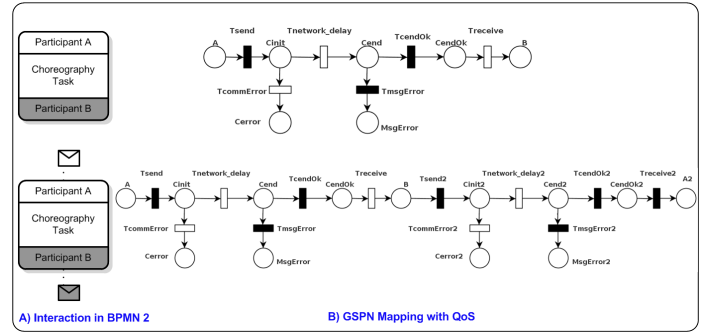 Participant A
Choreography
Task
Participant B
A
Tsend
Cinit
Tnetwork_delay
Cend
TcendOk
CendOk
Treceive
B
TcommError
TmsgError
Cerror
MsgError
Participant A
Choreography
Task
Participant B
A
Tsend
Cinit
Tnetwork_delay
Cend
TcendOk
CendOk
Treceive
B
Tsend2
Cinit2
Tnetwork_delay2
Cend2
TcendOk2
CendOk2
Treceive2
A2
TcommError
TmsgError
TcommError2
TmsgError2
Cerror
MsgError
Cerror2
MsgError2
A) Interaction in BPMN 2
B) GSPN Mapping with QoS